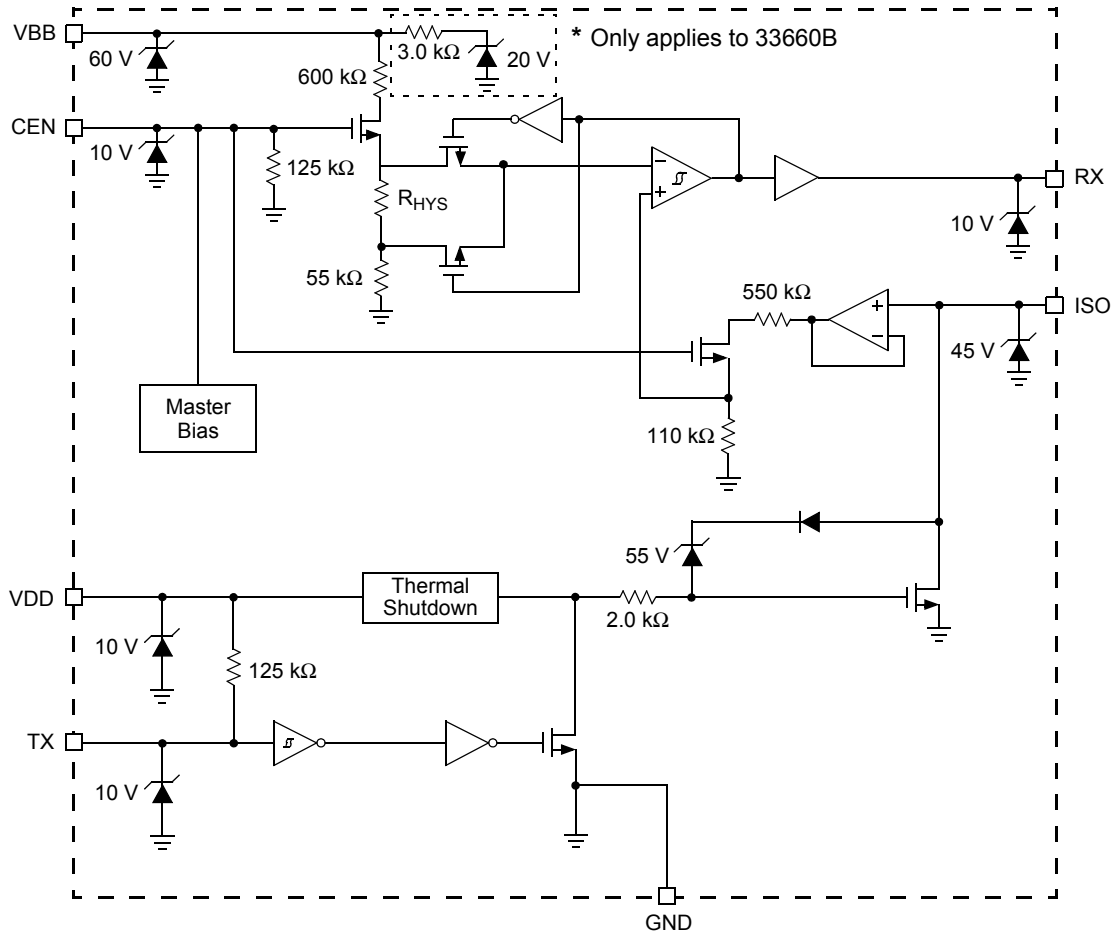 VBB
60 V
3.0 kΩ
20 V
* Only applies to 33660B
600 kΩ
CEN
10 V
125 kΩ
RHYS
55 kΩ
−
+
RX
10 V
550 kΩ
+
−
ISO
45 V
Master
Bias
110 kΩ
55 V
VDD
Thermal
Shutdown
2.0 kΩ
10 V
125 kΩ
TX
10 V
GND